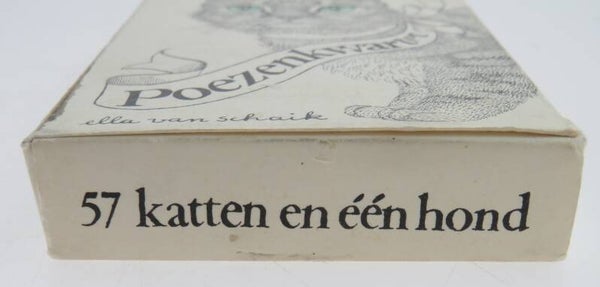 Poezenkwartet
ella van schaik
57 katten en één hond